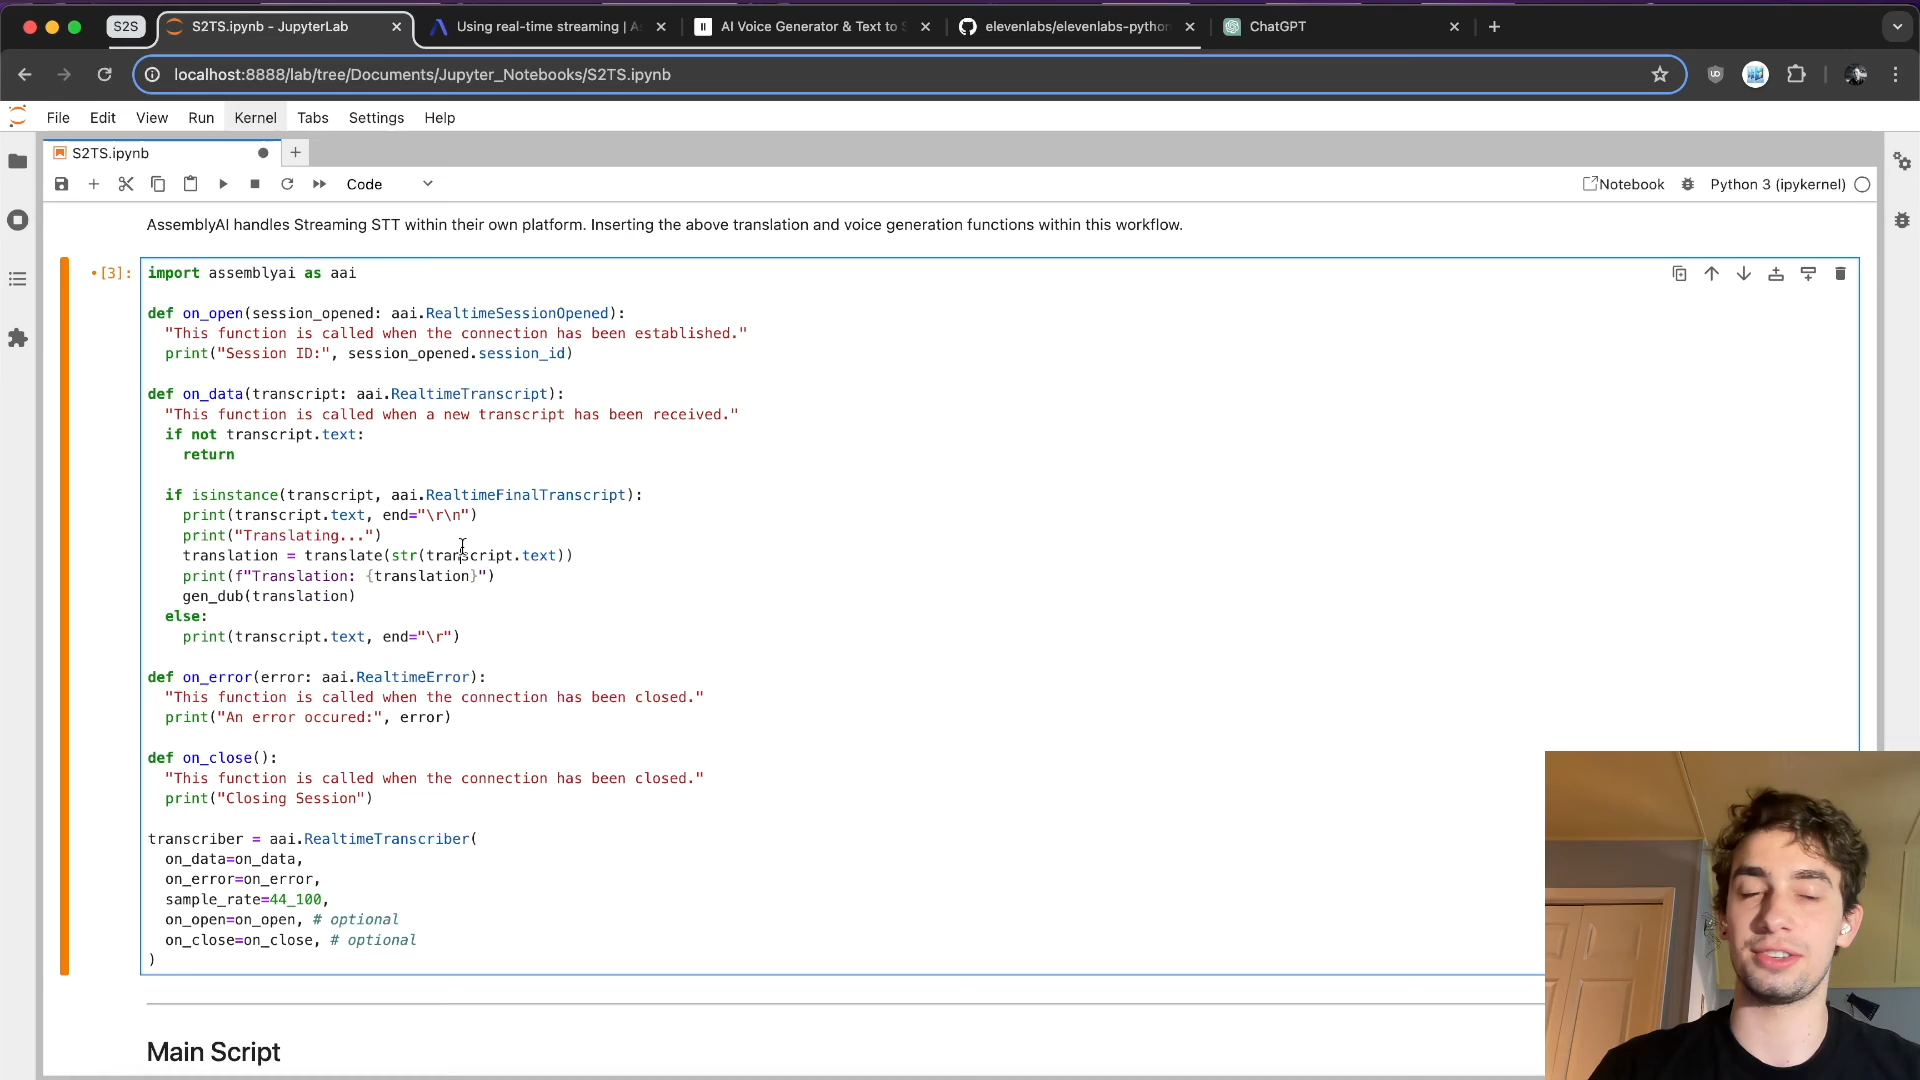 S2S
S2TS.ipynb - JupyterLab
Using real-time streaming | As
AI Voice Generator & Text to S
elevenlabs/elevenlabs-python
ChatGPT
localhost:8888/lab/tree/Documents/Jupyter_Notebooks/S2TS.ipynb
File Edit View Run Kernel Tabs Settings Help
S2TS.ipynb
Code
Notebook
Python 3 (ipykernel)
AssemblyAI handles Streaming STT within their own platform. Inserting the above translation and voice generation functions within this workflow.
[3]:
import assemblyai as aai
def on_open(session_opened: aai.RealtimeSessionOpened):
"This function is called when the connection has been established."
print("Session ID:", session_opened.session_id)
def on_data(transcript: aai.RealtimeTranscript):
"This function is called when a new transcript has been received."
if not transcript.text:
return
if isinstance(transcript, aai.RealtimeFinalTranscript):
print(transcript.text, end="\r\n")
print("Translating...")
translation = translate(str(transcript.text))
print(f"Translation: {translation}")
gen_dub(translation)
else:
print(transcript.text, end="\r")
def on_error(error: aai.RealtimeError):
"This function is called when the connection has been closed."
print("An error occured:", error)
def on_close():
"This function is called when the connection has been closed."
print("Closing Session")
transcriber = aai.RealtimeTranscriber(
on_data=on_data,
on_error=on_error,
sample_rate=44_100,
on_open=on_open, # optional
on_close=on_close, # optional
)
Main Script